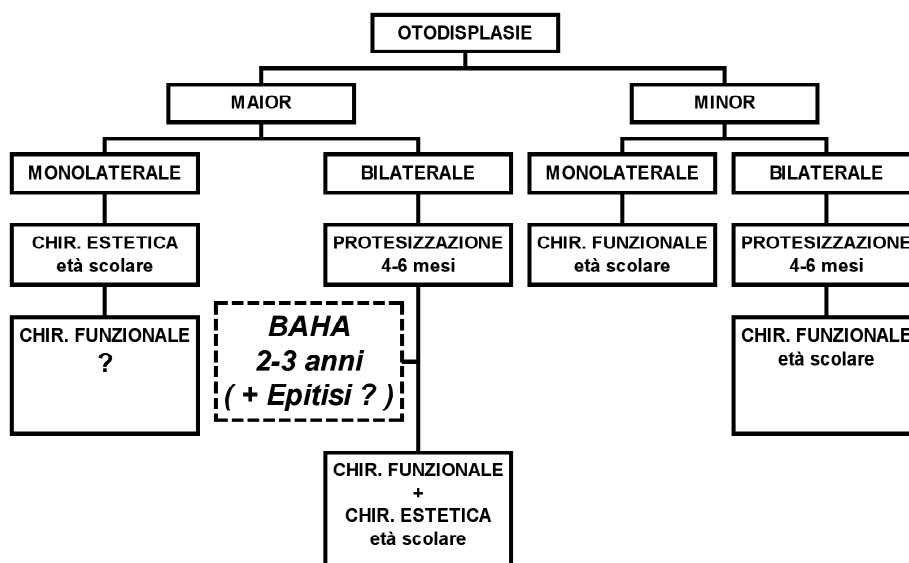 OTODISPLASIE
MAIOR
MINOR
MONOLATERALE
BILATERALE
MONOLATERALE
BILATERALE
CHIR. ESTETICA
età scolare
PROTESIZZAZIONE
4-6 mesi
CHIR. FUNZIONALE
età scolare
PROTESIZZAZIONE
4-6 mesi
CHIR. FUNZIONALE
?
BAHA
2-3 anni
( + Epitisi ? )
CHIR. FUNZIONALE
età scolare
CHIR. FUNZIONALE
+
CHIR. ESTETICA
età scolare